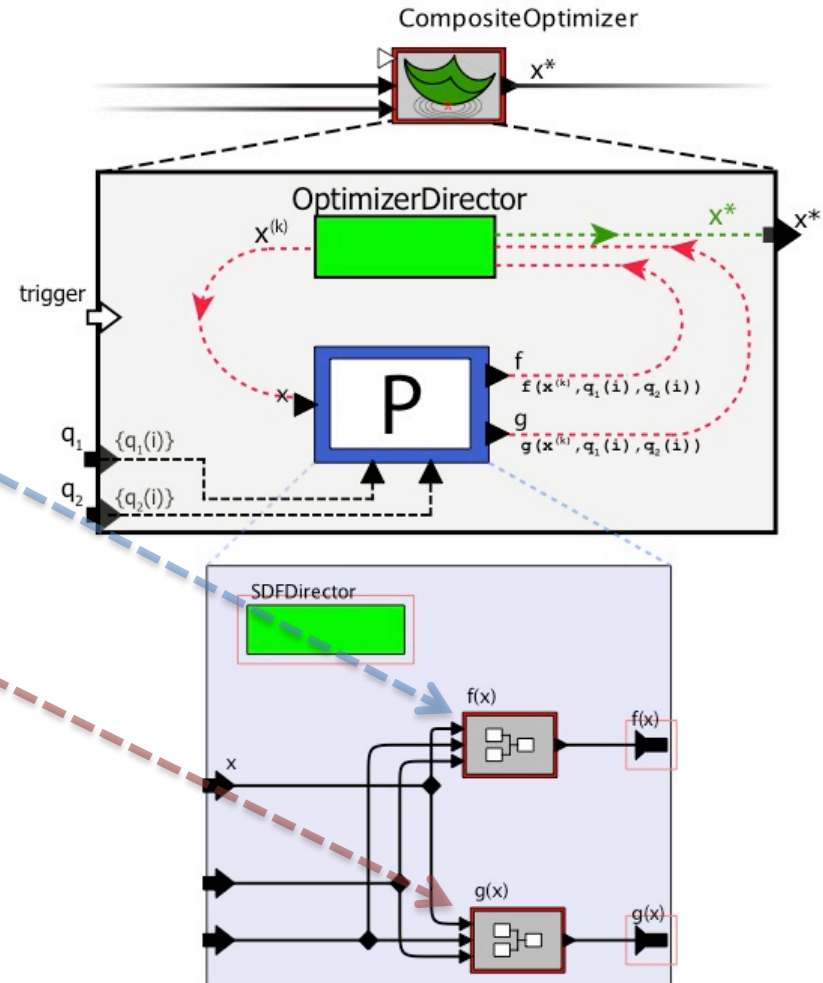 CompositeOptimizer
x*
OptimizerDirector
x*
x*
x(k)
trigger
f
x
P
f(x(k),q1(i),q2(i))
g
q1
{q1(i)}
g(x(k),q1(i),q2(i))
q2
{q2(i)}
SDFDirector
f(x)
f(x)
x
g(x)
g(x)